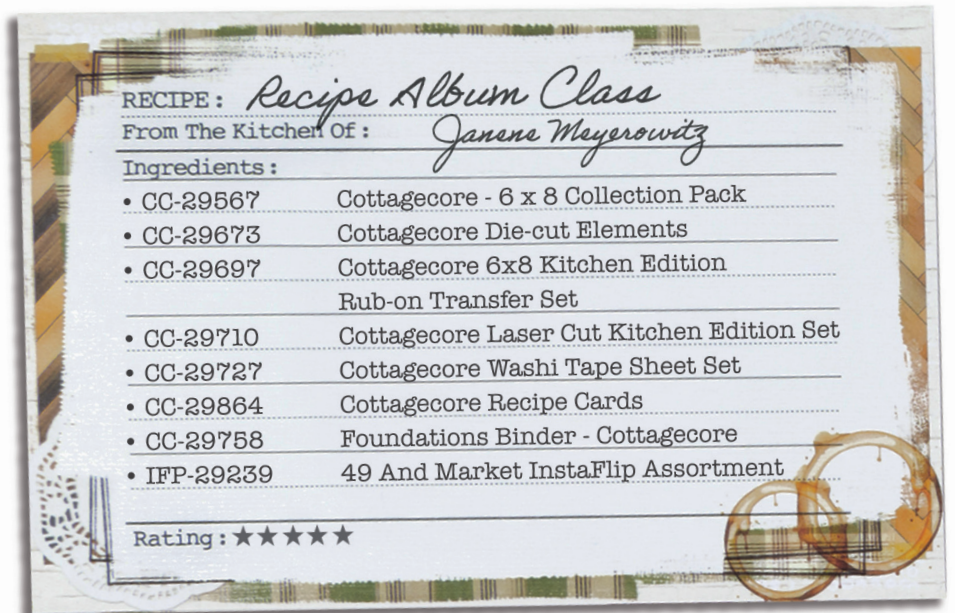 RECIPE: Recipe Album Class
From The Kitchen Of: Janene Meyerowitz
Ingredients:
• CC-29567 Cottagecore - 6 x 8 Collection Pack
• CC-29673 Cottagecore Die-cut Elements
• CC-29697 Cottagecore 6x8 Kitchen Edition
Rub-on Transfer Set
• CC-29710 Cottagecore Laser Cut Kitchen Edition Set
• CC-29727 Cottagecore Washi Tape Sheet Set
• CC-29864 Cottagecore Recipe Cards
• CC-29758 Foundations Binder - Cottagecore
• IFP-29239 49 And Market InstaFlip Assortment
Rating: ★★★★★